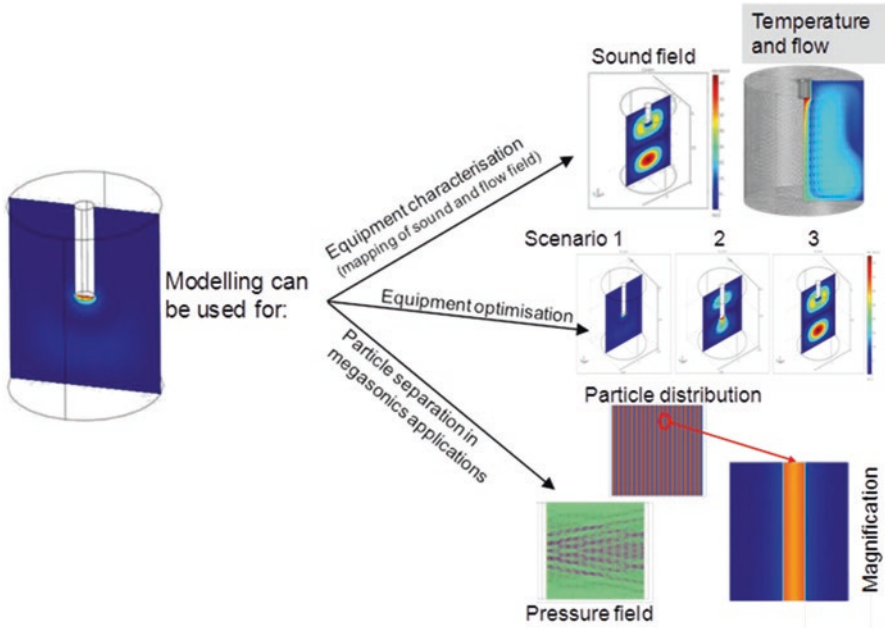 Temperature
and flow
Sound field
Equipment characterisation
(mapping of sound and flow field)
Scenario 1
2
3
Modelling can
be used for:
Equipment optimisation
Particle separation in
megasonics applications
Particle distribution
Magnification
Pressure field